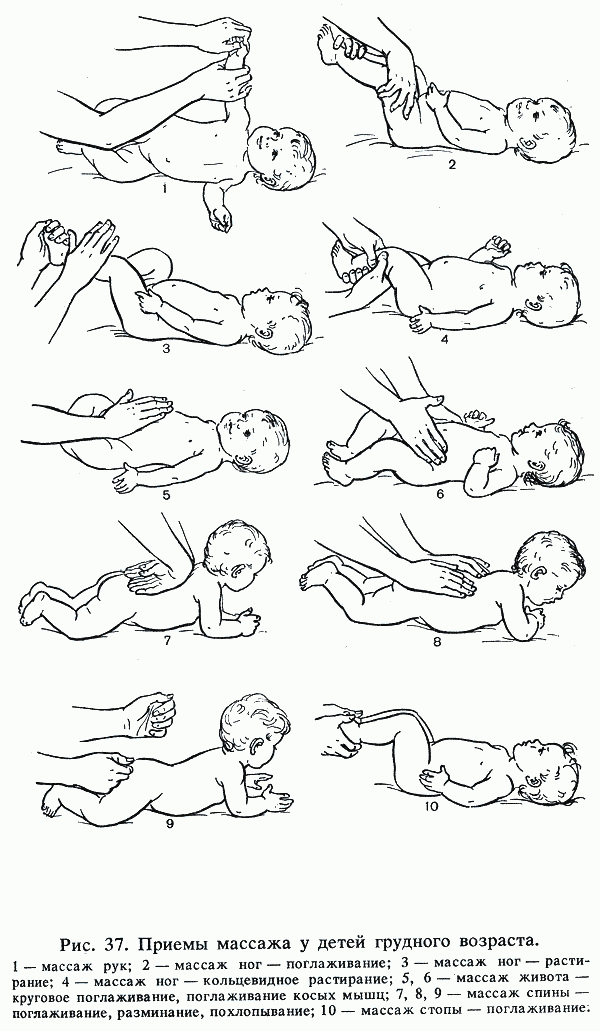 1
2
3
4
5
6
7
8
9
10
Рис. 37. Приемы массажа у детей грудного возраста.
1 — массаж рук; 2 — массаж ног — поглаживание; 3 — массаж ног — расти-
рание; 4 — массаж ног — кольцевидное растирание; 5, 6 — массаж живота —
круговое поглаживание, поглаживание косых мышц; 7, 8, 9 — массаж спины —
поглаживание, разминание, похлопывание; 10 — массаж стопы — поглаживание.